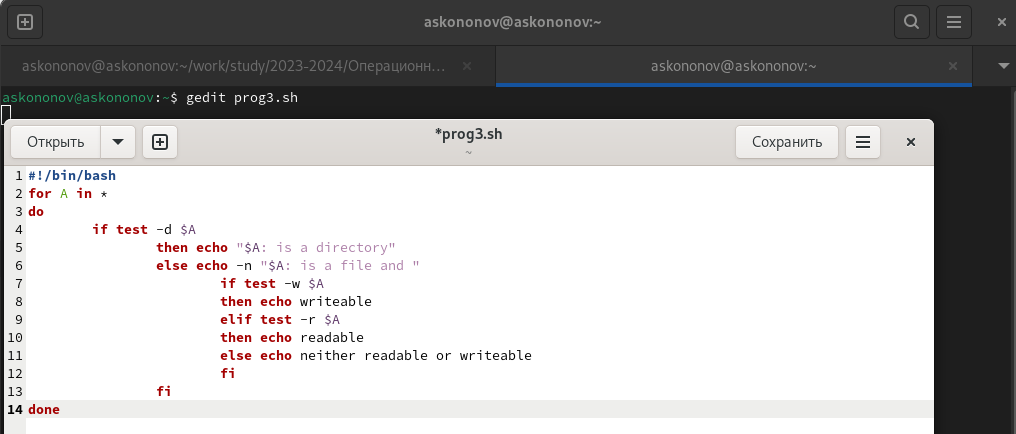 askononov@askononov:~
askononov@askononov:~/work/study/2023-2024/Операционн...
askononov@askononov:~
askononov@askononov:~$ gedit prog3.sh
Открыть
*prog3.sh
~
Сохранить
1 #!/bin/bash
2 for A in *
3 do
4 if test -d $A
5 then echo "$A: is a directory"
6 else echo -n "$A: is a file and "
7 if test -w $A
8 then echo writeable
9 elif test -r $A
10 then echo readable
11 else echo neither readable or writeable
12 fi
13 fi
14 done